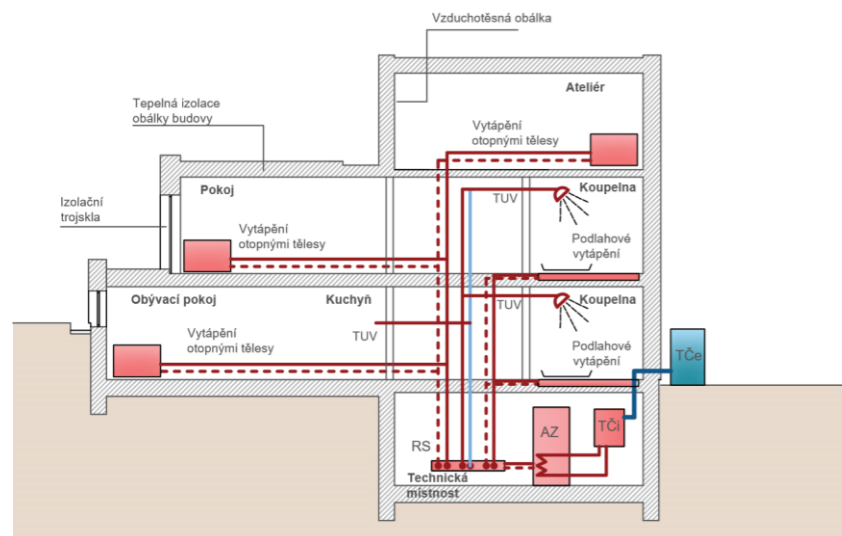 Vzduchotěsná obálka
Ateliér
Tepelná izolace
obálky budovy
Vytápění
otopnými tělesy
Izolační
trojskla
Pokoj
TUV
Koupelna
Vytápění
otopnými tělesy
Podlahové
vytápění
Obývací pokoj
Kuchyň
TUV
Koupelna
Vytápění
otopnými tělesy
TUV
Podlahové
vytápění
TČe
RS
AZ
TČi
Technická
místnost